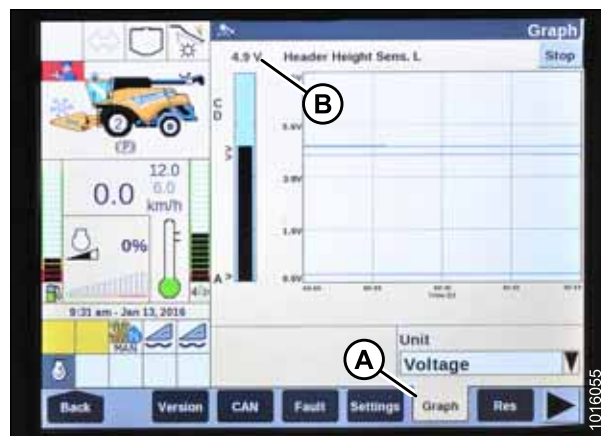 Graph
4.9 V Header Height Sens. L
Stop
B
C
D
2
(P)
12.0
0.0
6.0
km/h
0%
A
9:31 am - Jan 13, 2016
MAN
Unit
A
Voltage
Back Version CAN Fault Settings Graph Res
1016055